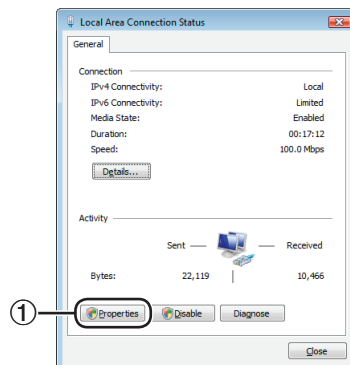 Local Area Connection Status
General
Connection
IPv4 Connectivity: Local
IPv6 Connectivity: Limited
Media State: Enabled
Duration: 00:17:12
Speed: 100.0 Mbps
Details...
Activity
Sent — — Received
Bytes: 22,119 | 10,466
① Properties Disable Diagnose
Close